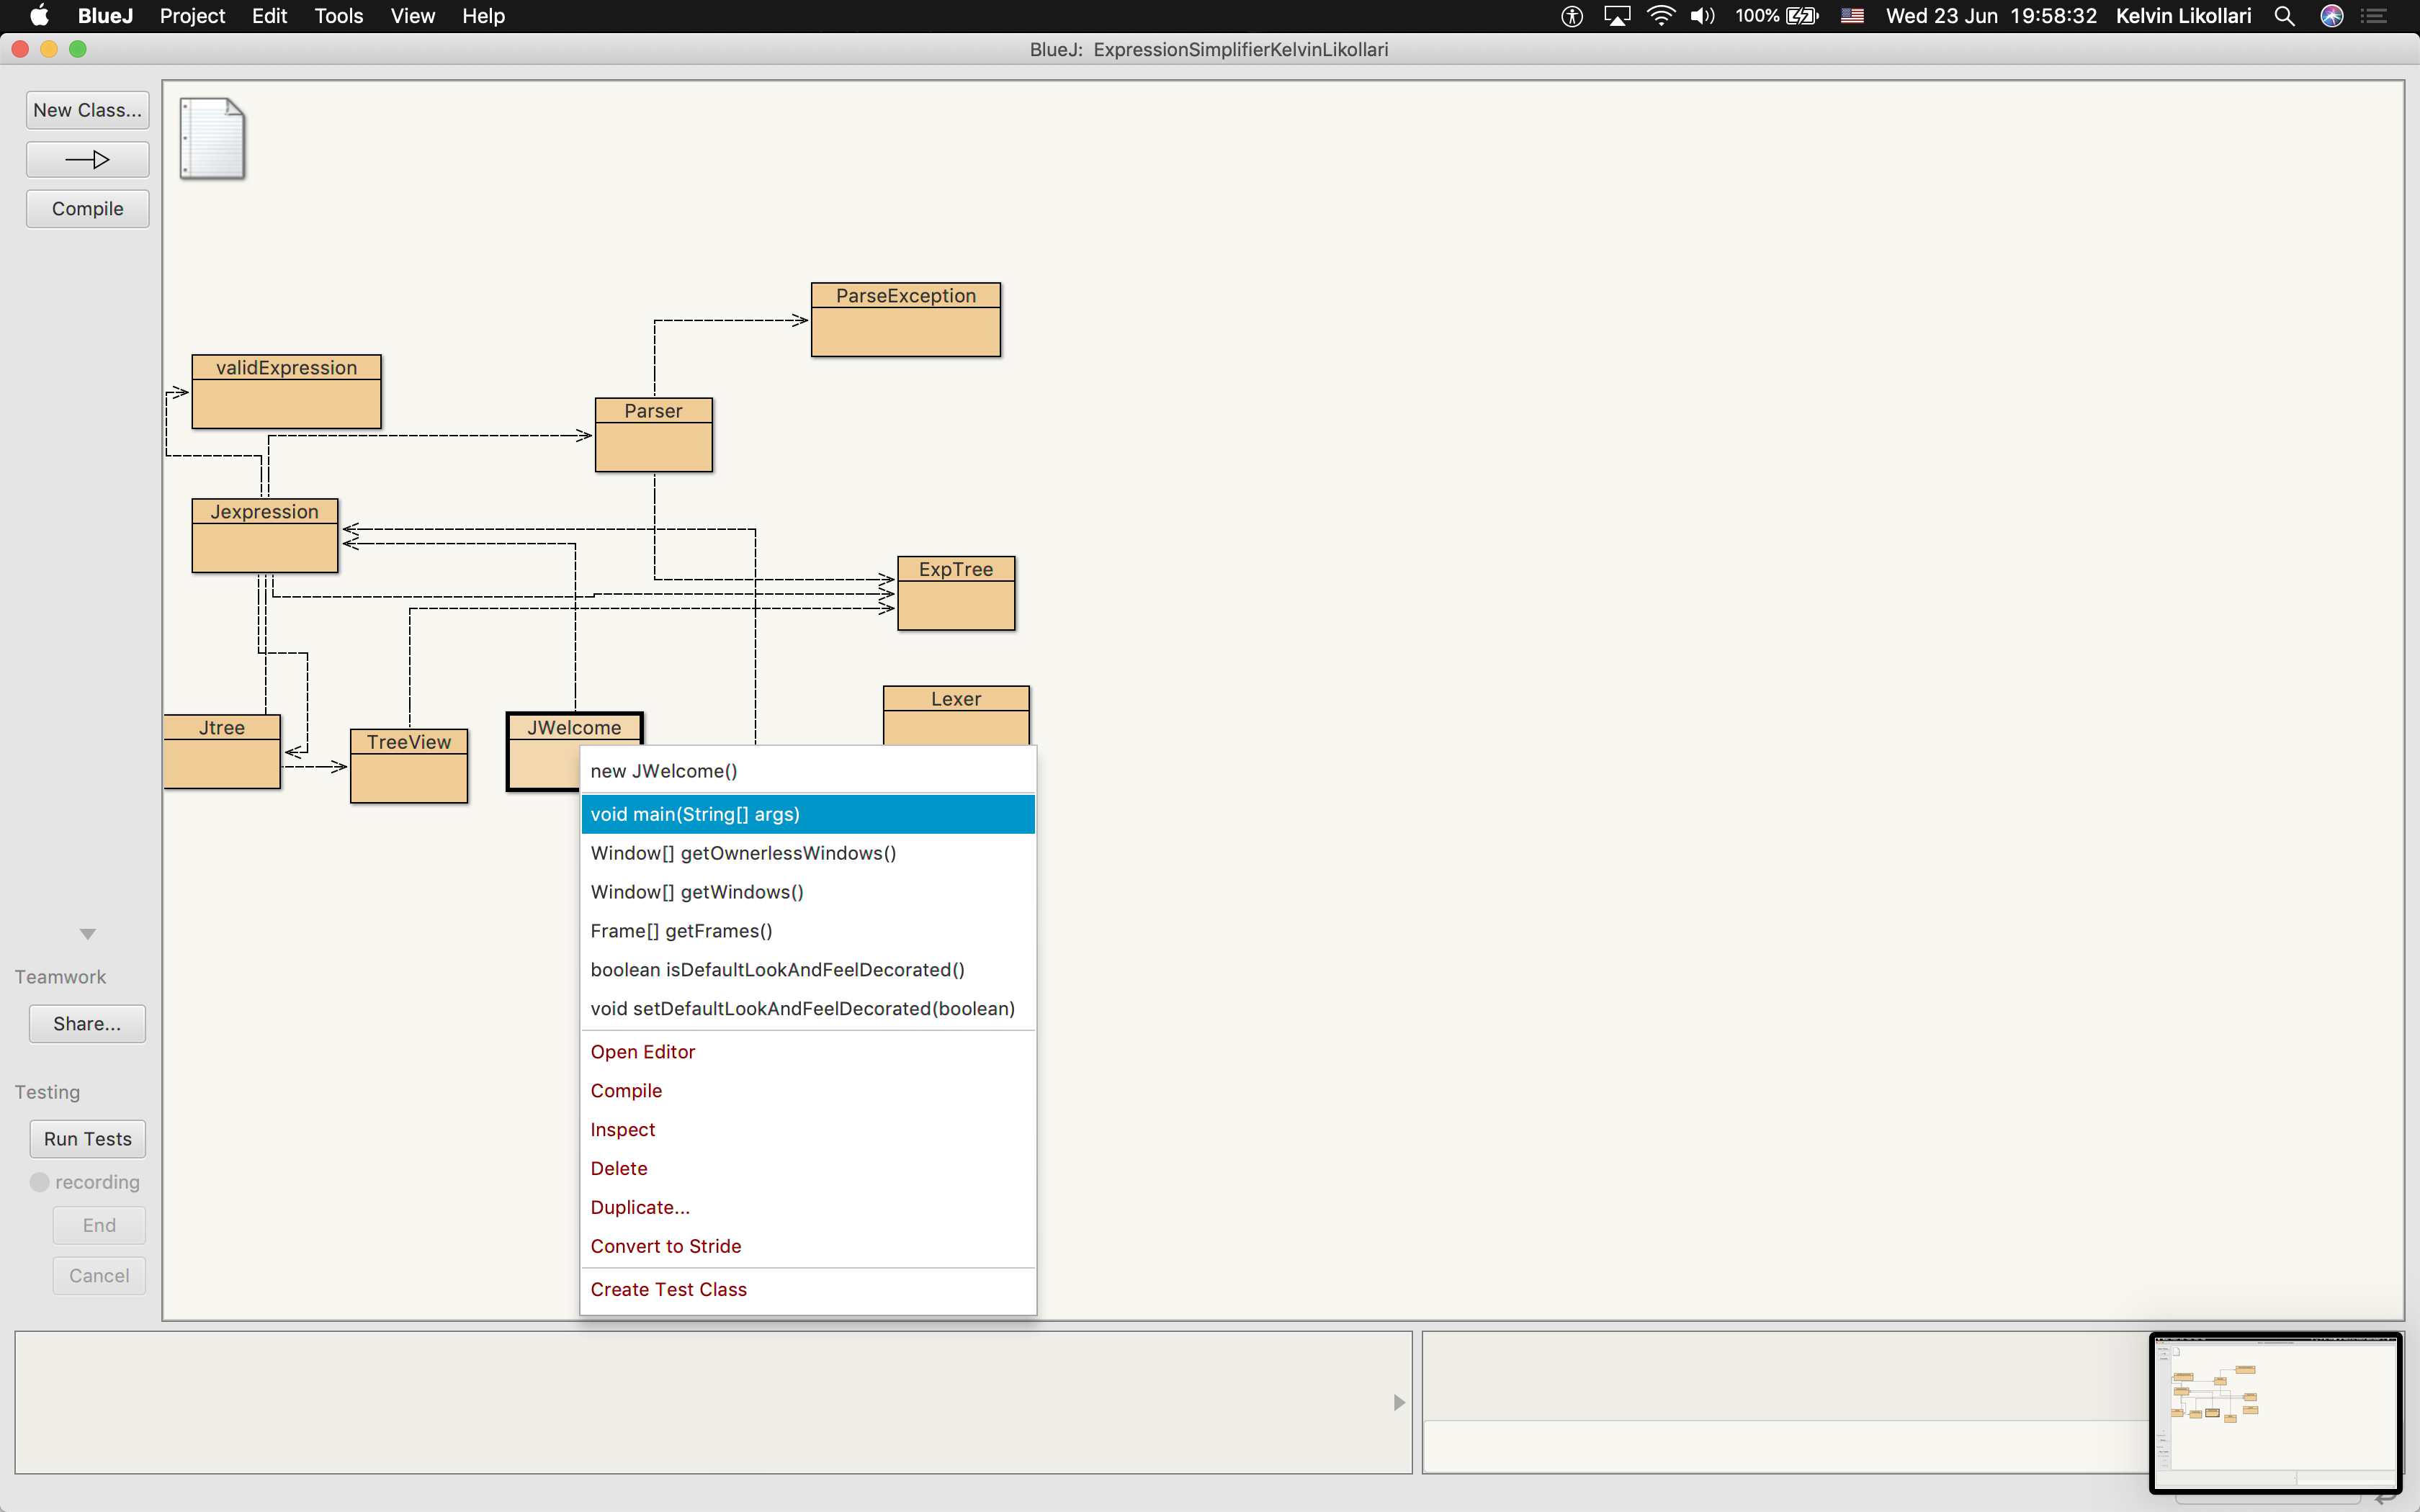 BlueJ Project Edit Tools View Help 100% Wed 23 Jun 19:58:32 Kelvin Likollari
BlueJ: ExpressionSimplifierKelvinLikollari
New Class...
Compile
ParseException
validExpression
Parser
Jexpression
ExpTree
Lexer
Jtree
TreeView
JWelcome
new JWelcome()
void main(String[] args)
Window[] getOwnerlessWindows()
Window[] getWindows()
Frame[] getFrames()
boolean isDefaultLookAndFeelDecorated()
void setDefaultLookAndFeelDecorated(boolean)
Open Editor
Compile
Inspect
Delete
Duplicate...
Convert to Stride
Create Test Class
Teamwork
Share...
Testing
Run Tests
recording
End
Cancel